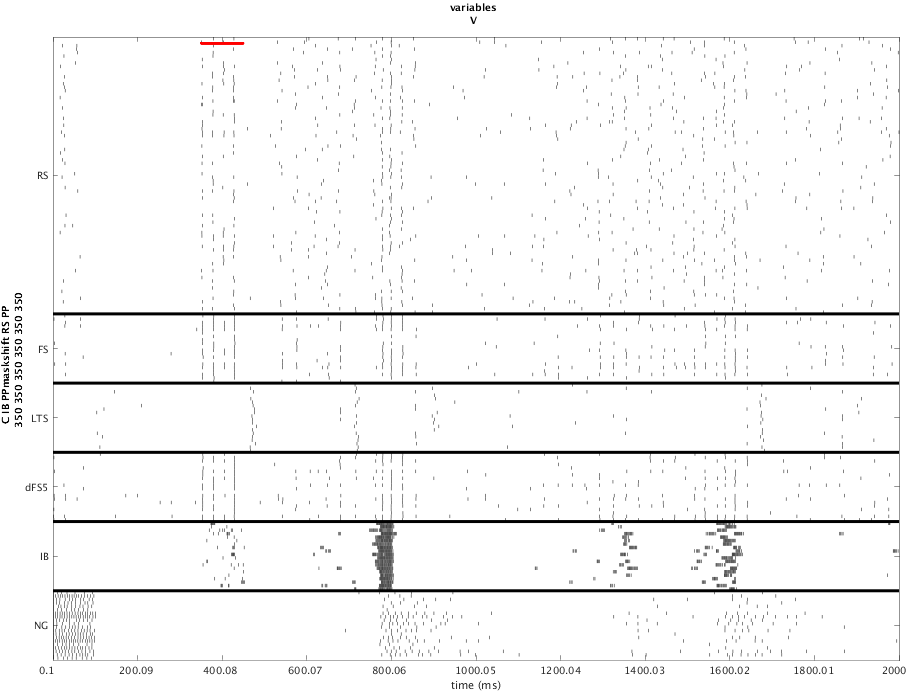 variables
V
C IB PPmaskshift RS PP
350 350 350 350 350 350
RS
FS
LTS
dFS5
IB
NG
0.1 200.09 400.08 600.07 800.06 1000.05 1200.04 1400.03 1600.02 1800.01 2000
time (ms)